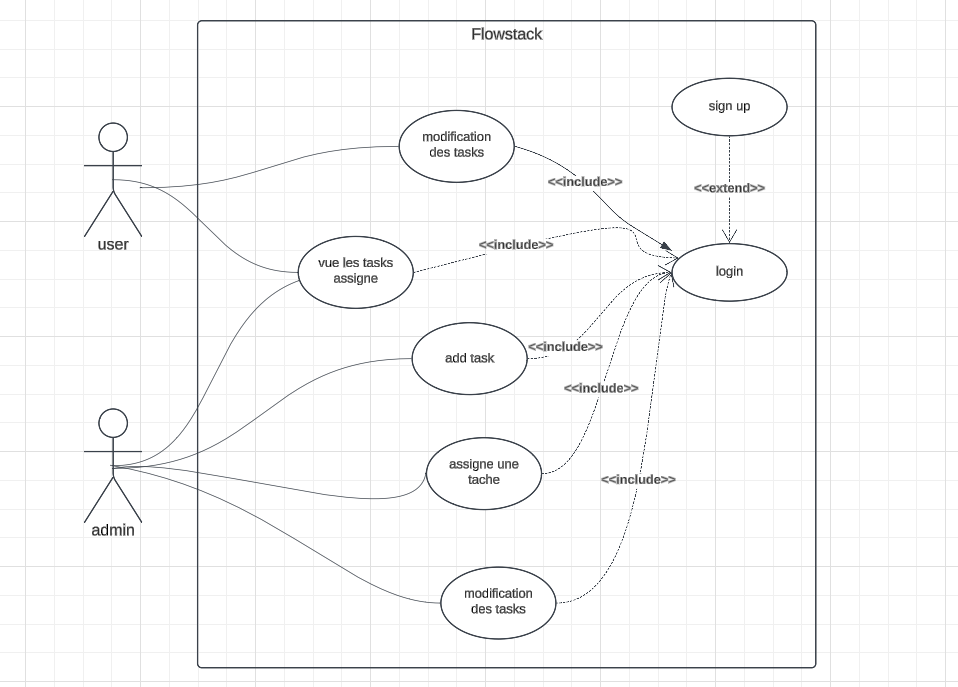 Flowstack
sign up
modification
des tasks
<<include>>
<<extend>>
user
<<include>>
vue les tasks
assigne
login
<<include>>
add task
<<include>>
assigne une
tache
<<include>>
admin
modification
des tasks